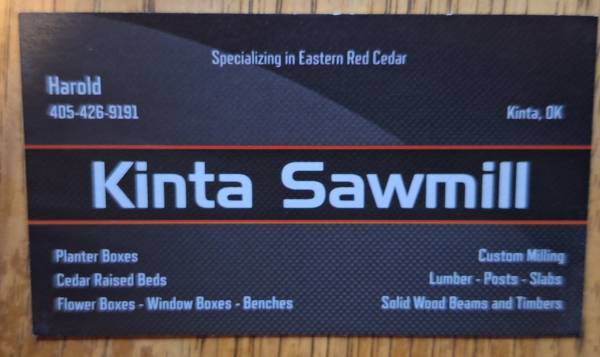 Specializing in Eastern Red Cedar
Harold
405-426-9191
Kinta, OK
Kinta Sawmill
Planter Boxes
Custom Milling
Cedar Raised Beds
Lumber - Posts - Slabs
Flower Boxes - Window Boxes - Benches
Solid Wood Beams and Timbers